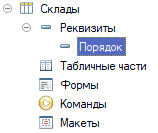 Склады
Реквизиты
Порядок
Табличные части
Формы
Команды
Макеты